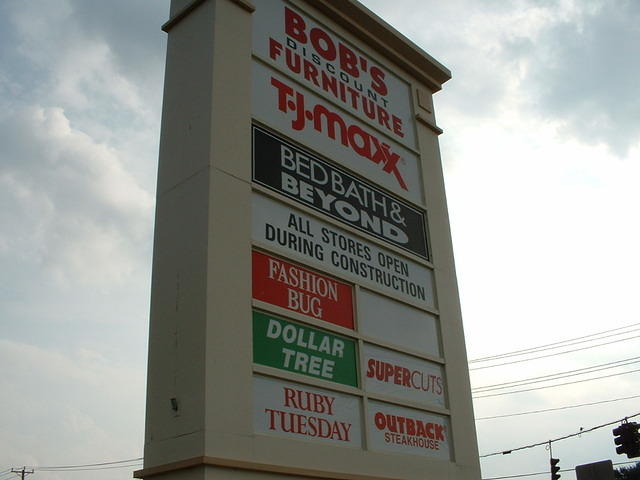 BOB'S
DISCOUNT
FURNITURE
T·J·maxx®
BED BATH &
BEYOND
ALL STORES OPEN
DURING CONSTRUCTION
FASHION
BUG
DOLLAR
TREE
SUPERCUTS
RUBY
TUESDAY
OUTBACK
STEAKHOUSE